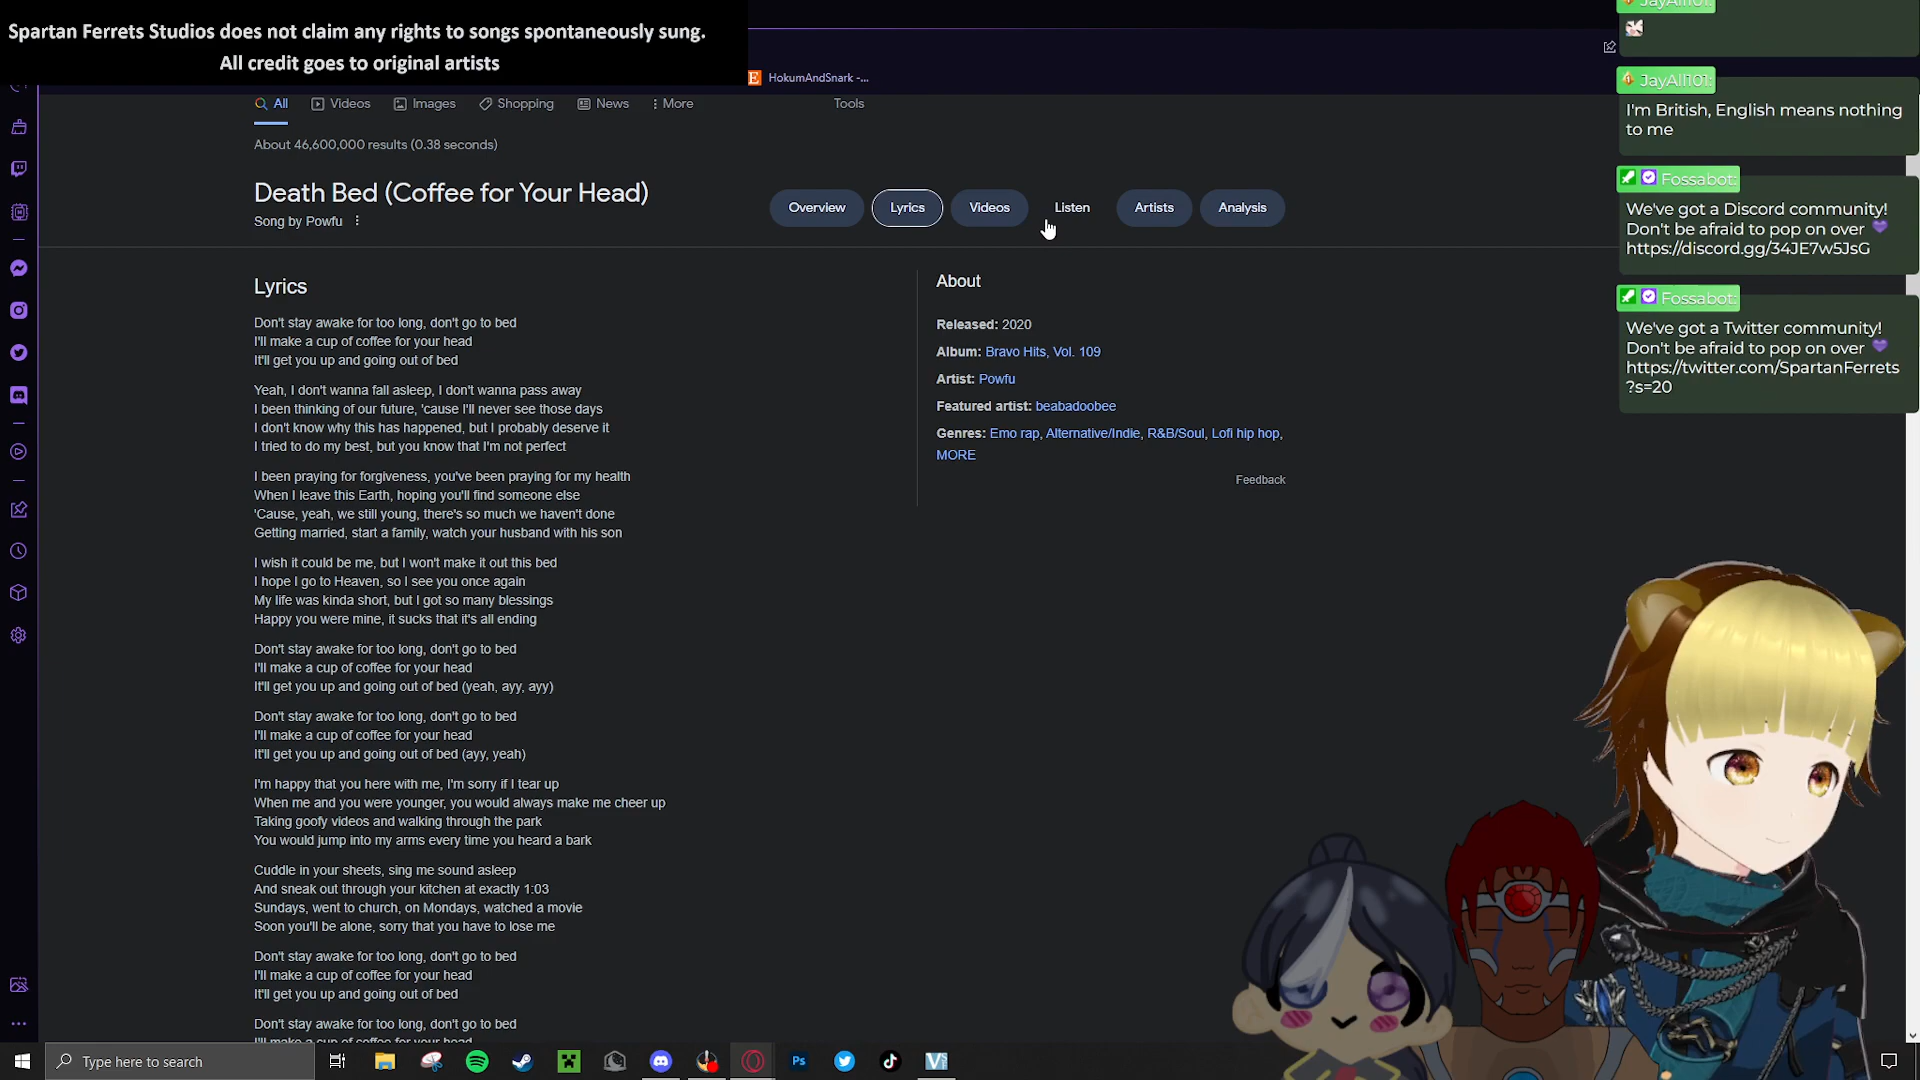 Spartan Ferrets Studios does not claim any rights to songs spontaneously sung.
All credit goes to original artists
HokumAndSnark -...
All
Videos
Images
Shopping
News
More
Tools
About 46,600,000 results (0.38 seconds)
Death Bed (Coffee for Your Head)
Song by Powfu
Overview
Lyrics
Videos
Listen
Artists
Analysis
Lyrics
Don't stay awake for too long, don't go to bed
I'll make a cup of coffee for your head
It'll get you up and going out of bed
Yeah, I don't wanna fall asleep, I don't wanna pass away
I been thinking of our future, 'cause I'll never see those days
I don't know why this has happened, but I probably deserve it
I tried to do my best, but you know that I'm not perfect
I been praying for forgiveness, you've been praying for my health
When I leave this Earth, hoping you'll find someone else
'Cause, yeah, we still young, there's so much we haven't done
Getting married, start a family, watch your husband with his son
I wish it could be me, but I won't make it out this bed
I hope I go to Heaven, so I see you once again
My life was kinda short, but I got so many blessings
Happy you were mine, it sucks that it's all ending
Don't stay awake for too long, don't go to bed
I'll make a cup of coffee for your head
It'll get you up and going out of bed (yeah, ayy, ayy)
Don't stay awake for too long, don't go to bed
I'll make a cup of coffee for your head
It'll get you up and going out of bed (ayy, yeah)
I'm happy that you here with me, I'm sorry if I tear up
When me and you were younger, you would always make me cheer up
Taking goofy videos and walking through the park
You would jump into my arms every time you heard a bark
Cuddle in your sheets, sing me sound asleep
And sneak out through your kitchen at exactly 1:03
Sundays, went to church, on Mondays, watched a movie
Soon you'll be alone, sorry that you have to lose me
Don't stay awake for too long, don't go to bed
I'll make a cup of coffee for your head
It'll get you up and going out of bed
Don't stay awake for too long, don't go to bed
I'll make a cup of coffee for your head
About
Released: 2020
Album: Bravo Hits, Vol. 109
Artist: Powfu
Featured artist: beabadoobee
Genres: Emo rap, Alternative/Indie, R&B/Soul, Lofi hip hop,
MORE
Feedback
JayAll101:
JayAll101:
I'm British, English means nothing
to me
Fossabot:
We've got a Discord community!
Don't be afraid to pop on over
https://discord.gg/34JE7w5JsG
Fossabot:
We've got a Twitter community!
Don't be afraid to pop on over
https://twitter.com/SpartanFerrets
?s=20
Type here to search
Ps